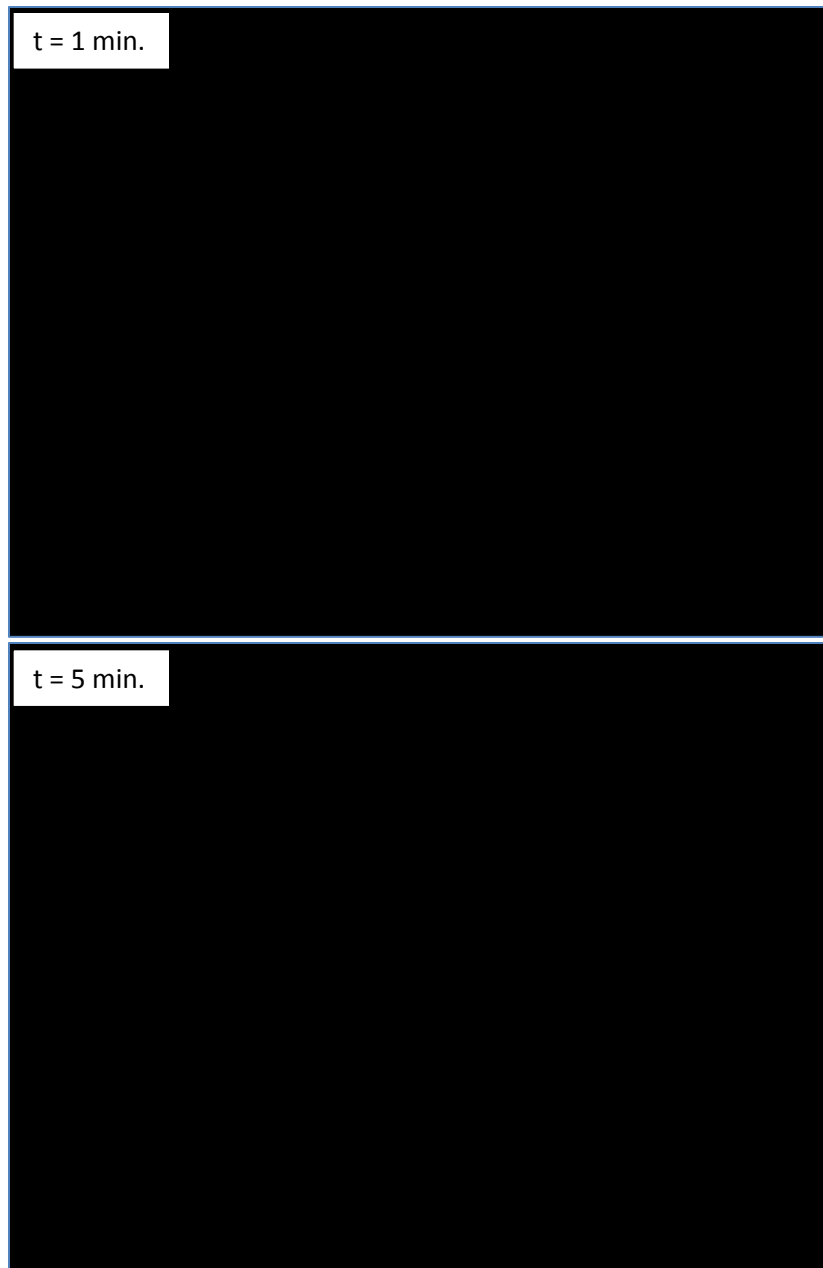 t = 1 min.
t = 5 min.